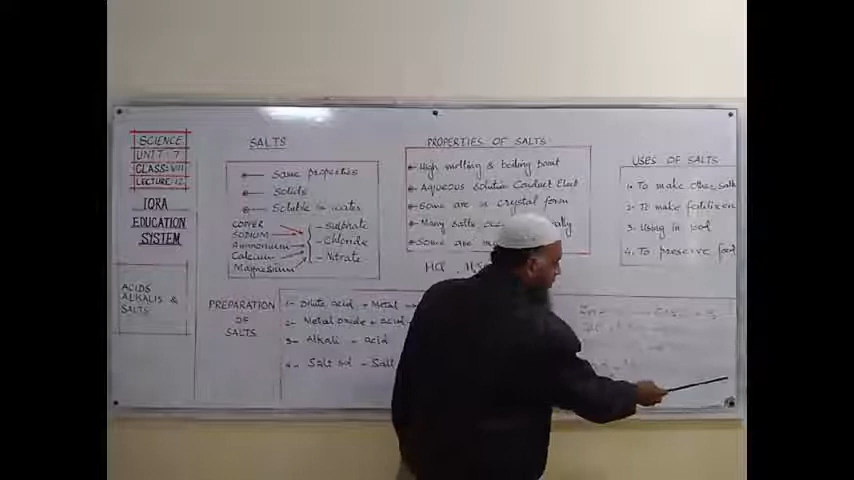 SCIENCE
UNIT:7
CLASS:VIII
LECTURE:12
IQRA
EDUCATION
SYSTEM
ACIDS
ALKALIS &
SALTS
SALTS
Same properties
Solids
Soluble in water
COPPER
SODIUM
Ammonium
Calcium
Magnesium
- Sulphate
- Chloride
- Nitrate
PROPERTIES OF SALTS
High melting & boiling point
AQUEOUS Solution Conduct Elect
Some are in crystal form
Many salts
Some are
USES OF SALTS
1- To make other salt
2- To make fertilizer
3- Using in food
4. To preserve food
PREPARATION
OF
SALTS
1- Dilute acid + Metal
2- Metal oxide + acid
3- Alkali - acid
4- Salt sol - Salt
HCl